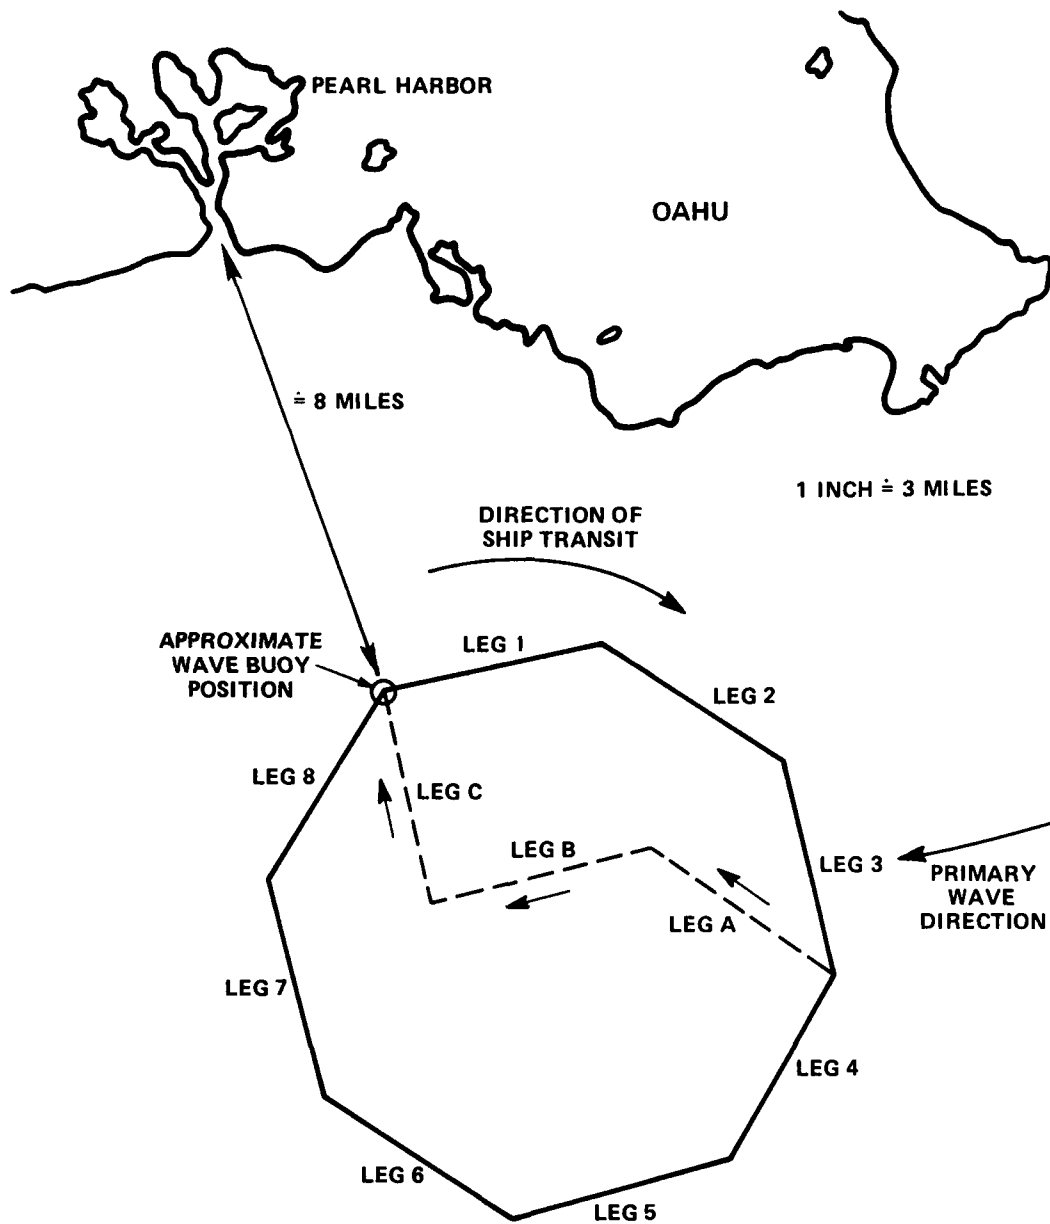 PEARL HARBOR
OAHU
≐ 8 MILES
1 INCH ≐ 3 MILES
DIRECTION OF
SHIP TRANSIT
APPROXIMATE
WAVE BUOY
POSITION
LEG 1
LEG 2
LEG 8
LEG C
LEG B
LEG 3
PRIMARY
WAVE
DIRECTION
LEG A
LEG 7
LEG 4
LEG 6
LEG 5